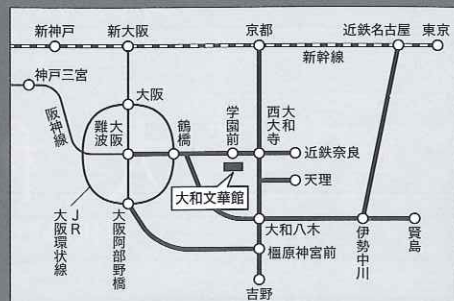 新神戸
新大阪
京都
近鉄名古屋
東京
新幹線
神戸三宮
阪神線
大阪
大阪
難波
鶴橋
学園前
大和
西大寺
近鉄奈良
天理
大和文華館
JR
大阪環状線
大阪阿部野橋
大和八木
橿原神宮前
伊勢中川
賢島
吉野